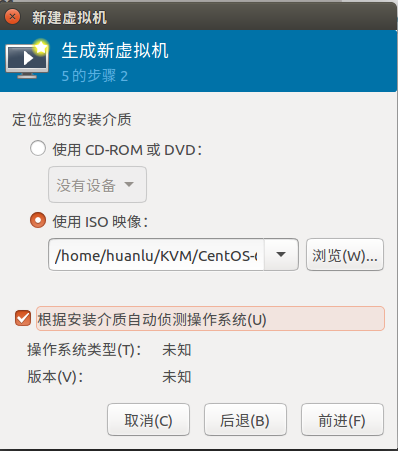 新建虚拟机
生成新虚拟机
5 的步骤 2
定位您的安装介质
使用 CD-ROM 或 DVD：
没有设备
使用 ISO 映像：
/home/huanlu/KVM/CentOS-6
浏览(W)...
根据安装介质自动侦测操作系统(U)
操作系统类型(T)： 未知
版本(V)： 未知
取消(C) 后退(B) 前进(F)